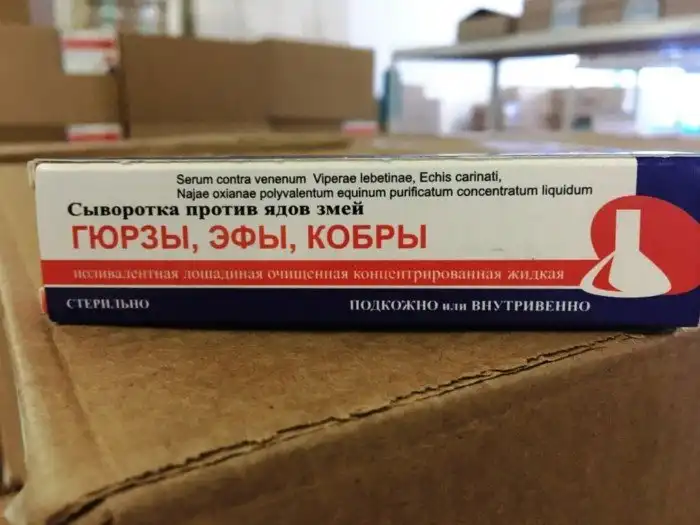 Serum contra venenum Viperae lebetinae, Echis carinati,
Najae oxianae polyvalentum equinum purificatum concentratum liquidum
Сыворотка против ядов змей
ГЮРЗЫ, ЭФЫ, КОБРЫ
поливалентная лошадиная очищенная концентрированная жидкая
СТЕРИЛЬНО ПОДКОЖНО или ВНУТРИВЕННО